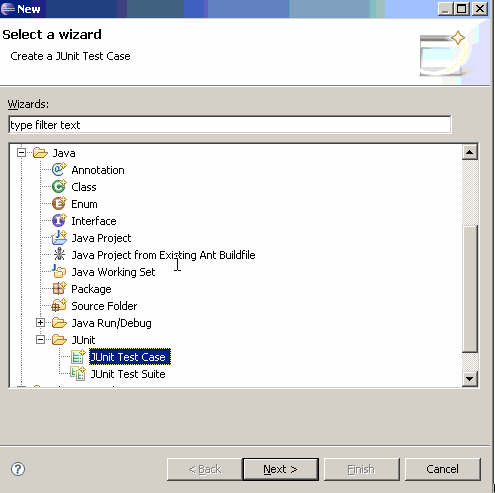 New
Select a wizard
Create a JUnit Test Case
Wizards:
type filter text
Java
Annotation
Class
Enum
Interface
Java Project
Java Project from Existing Ant Buildfile
Java Working Set
Package
Source Folder
Java Run/Debug
JUnit
JUnit Test Case
JUnit Test Suite
< Back
Next >
Finish
Cancel